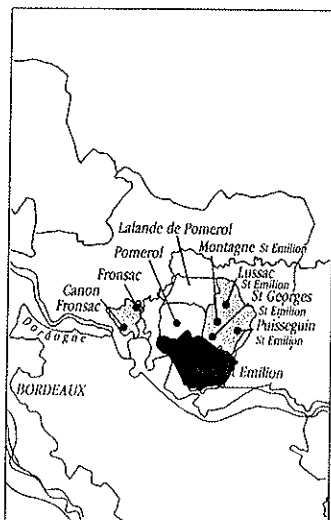 Lalande de Pomerol
Montagne St Emilion
Pomerol
Lussac
St Emilion
Fronsac
St Georges
St Emilion
Canon
Fronsac
Puisseguin
St Emilion
Dordogne
BORDEAUX
Emilion